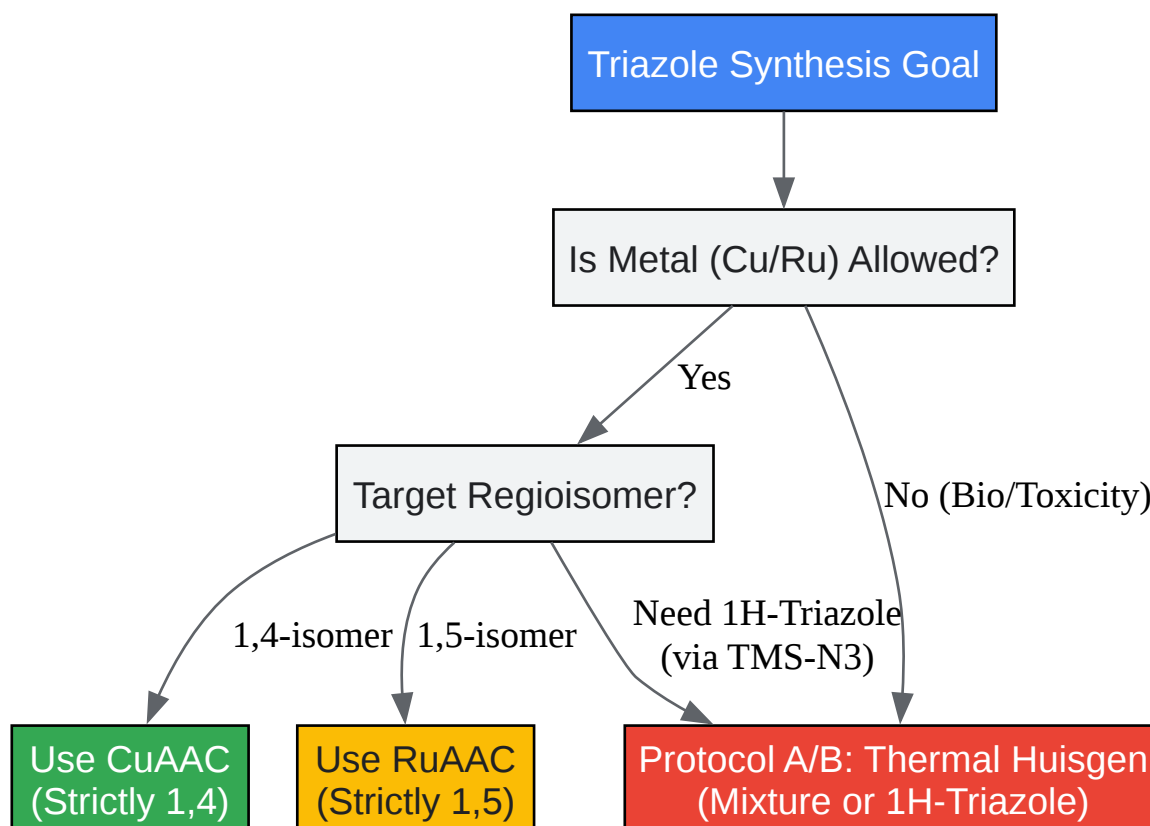 Triazole Synthesis Goal
Is Metal (Cu/Ru) Allowed?
Yes
Target Regioisomer?
No (Bio/Toxicity)
1,4-isomer
1,5-isomer
Need 1H-Triazole
(via TMS-N3)
Use CuAAC
(Strictly 1,4)
Use RuAAC
(Strictly 1,5)
Protocol A/B: Thermal Huisgen
(Mixture or 1H-Triazole)